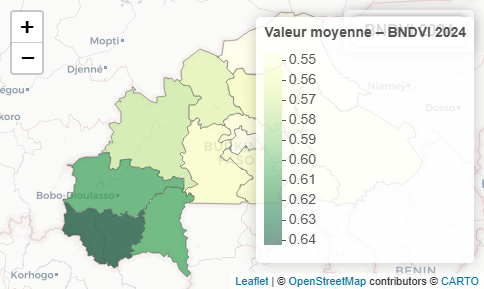 +
−
Mopti
Djenné
égou
koro
Bobo-Dioulasso
Korhogo
BURKINA
FASO
Niamey
Dosso
BENIN
BNDVI 2024
Valeur moyenne – BNDVI 2024
0.55
0.56
0.57
0.58
0.59
0.60
0.61
0.62
0.63
0.64
Leaflet | © OpenStreetMap contributors © CARTO